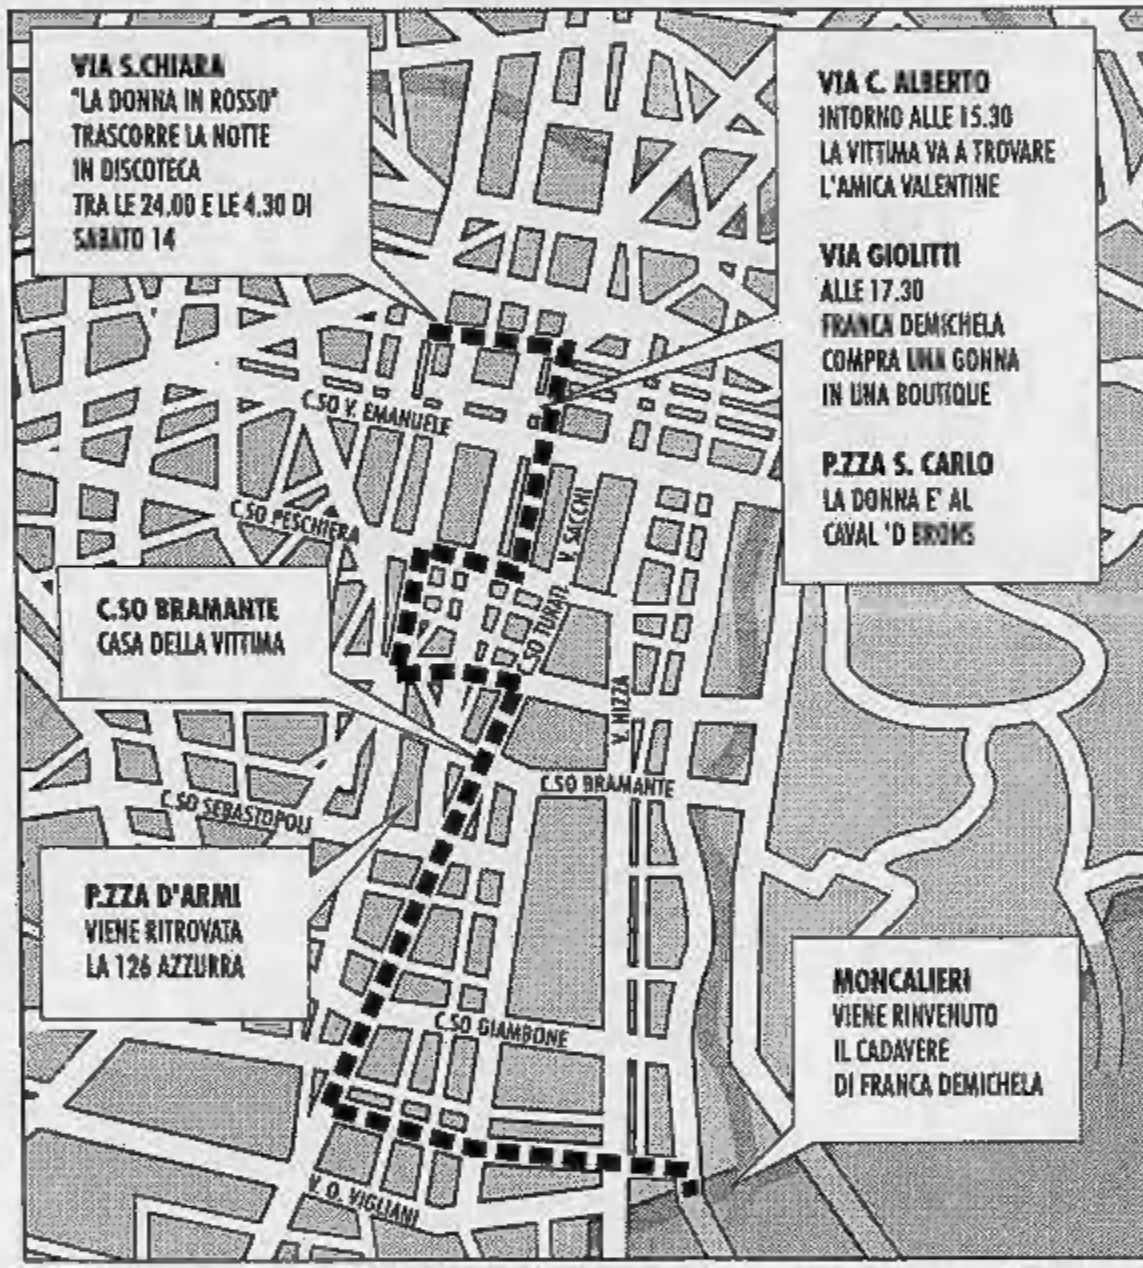 VIA S.CHIARA
"LA DONNA IN ROSSO"
TRASCORRE LA NOTTE
IN DISCOTECA
TRA LE 24.00 E LE 4.30 DI
SABATO 14
VIA C. ALBERTO
INTORNO ALLE 15.30
LA VITTIMA VA A TROVARE
L'AMICA VALENTINE
VIA GIOLITTI
ALLE 17.30
FRANCA DEMICHELA
COMPRA UNA GONNA
IN UNA BOUTIQUE
P.ZZA S. CARLO
LA DONNA E' AL
CAVAL 'D BRONS
C.SO V. EMANUELE
C.SO PESCHIERA
V. SACCHI
C.SO TURATI
C.SO BRAMANTE
CASA DELLA VITTIMA
V. NIZZA
C.SO BRAMANTE
C.SO SEBASTOPOLI
P.ZZA D'ARMI
VIENE RITROVATA
LA 126 AZZURRA
MONCALIERI
VIENE RINVENUTO
IL CADAVERE
DI FRANCA DEMICHELA
C.SO GIAMBONE
V. O. VIGLIANI